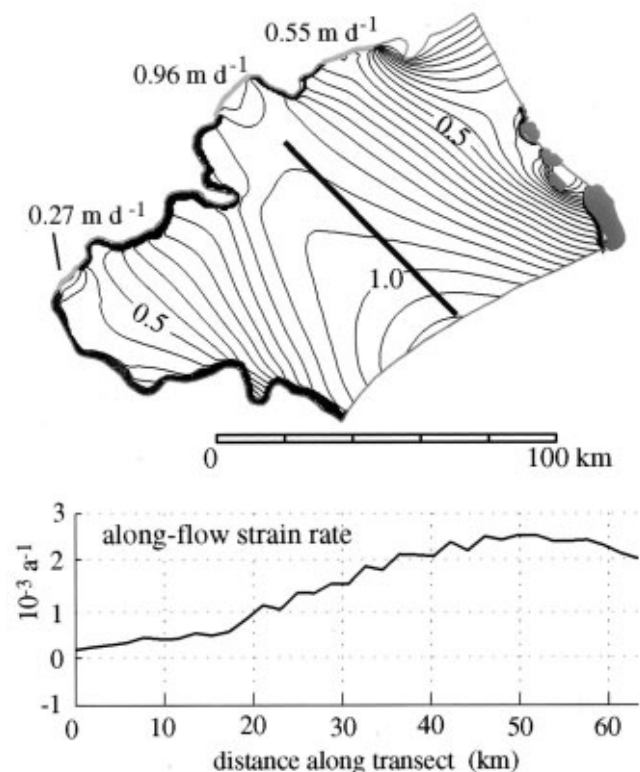 0.55 m d⁻¹
0.96 m d⁻¹
0.5
0.27 m d⁻¹
1.0
0.5
0 100 km
3
along-flow strain rate
2
10⁻³ a⁻¹
1
0
-1
0 10 20 30 40 50 60
distance along transect (km)